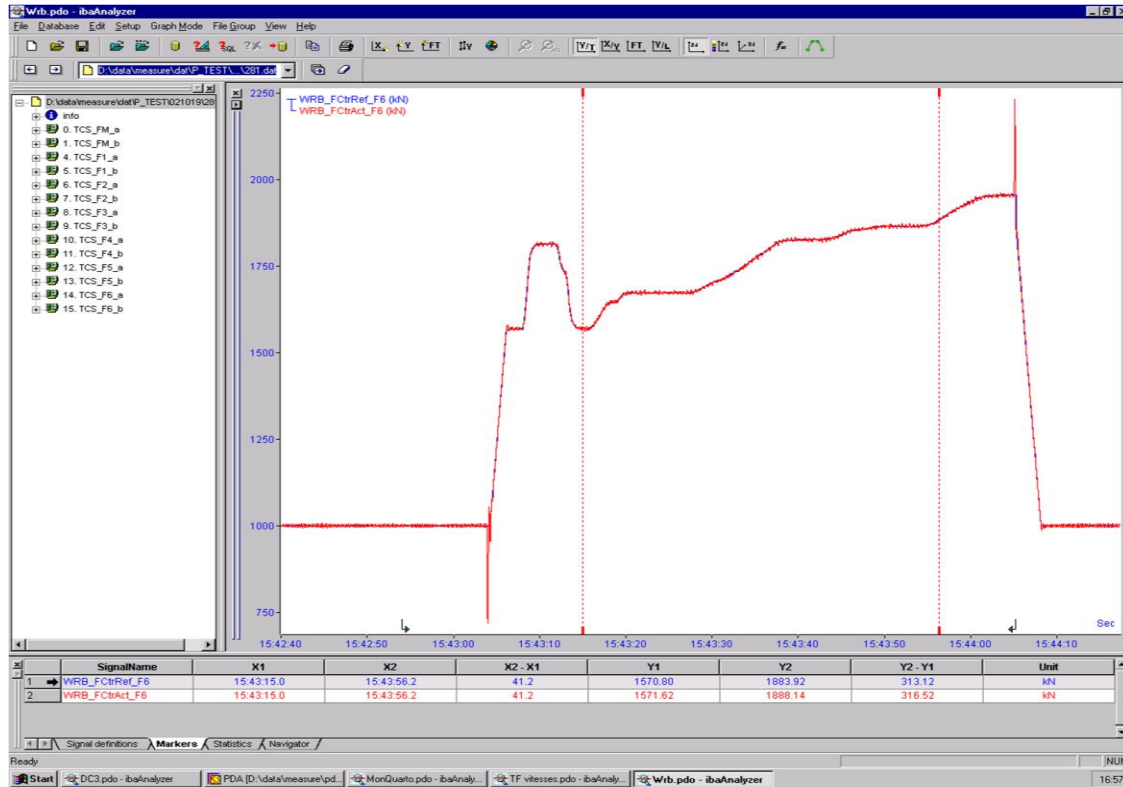 Wrb.pdo - ibaAnalyzer
File Database Edit Setup Graph Mode File Group View Help
D:\data\measure\dat\P_TEST\...\281.dat
D:\data\measure\dat\P_TEST\021019\28
info
0. TCS_FM_a
1. TCS_FM_b
4. TCS_F1_a
5. TCS_F1_b
6. TCS_F2_a
7. TCS_F2_b
8. TCS_F3_a
9. TCS_F3_b
10. TCS_F4_a
11. TCS_F4_b
12. TCS_F5_a
13. TCS_F5_b
14. TCS_F6_a
15. TCS_F6_b
WRB_FCtrRef_F6 (kN)
WRB_FCtrAct_F6 (kN)
2250
2000
1750
1500
1250
1000
750
Sec
15:42:40 15:42:50 15:43:00 15:43:10 15:43:20 15:43:30 15:43:40 15:43:50 15:44:00 15:44:10
SignalName X1 X2 X2 - X1 Y1 Y2 Y2 - Y1 Unit
1 WRB_FCtrRef_F6 15:43:15.0 15:43:56.2 41.2 1570.80 1883.92 313.12 kN
2 WRB_FCtrAct_F6 15:43:15.0 15:43:56.2 41.2 1571.62 1888.14 316.52 kN
Signal definitions Markers Statistics Navigator
Ready NUM
Start DC3.pdo - ibaAnalyzer PDA [D:\data\measure\pd... MonQuarto.pdo - ibaAnaly... TF vitesses.pdo - ibaAnaly... Wrb.pdo - ibaAnalyzer 16:57